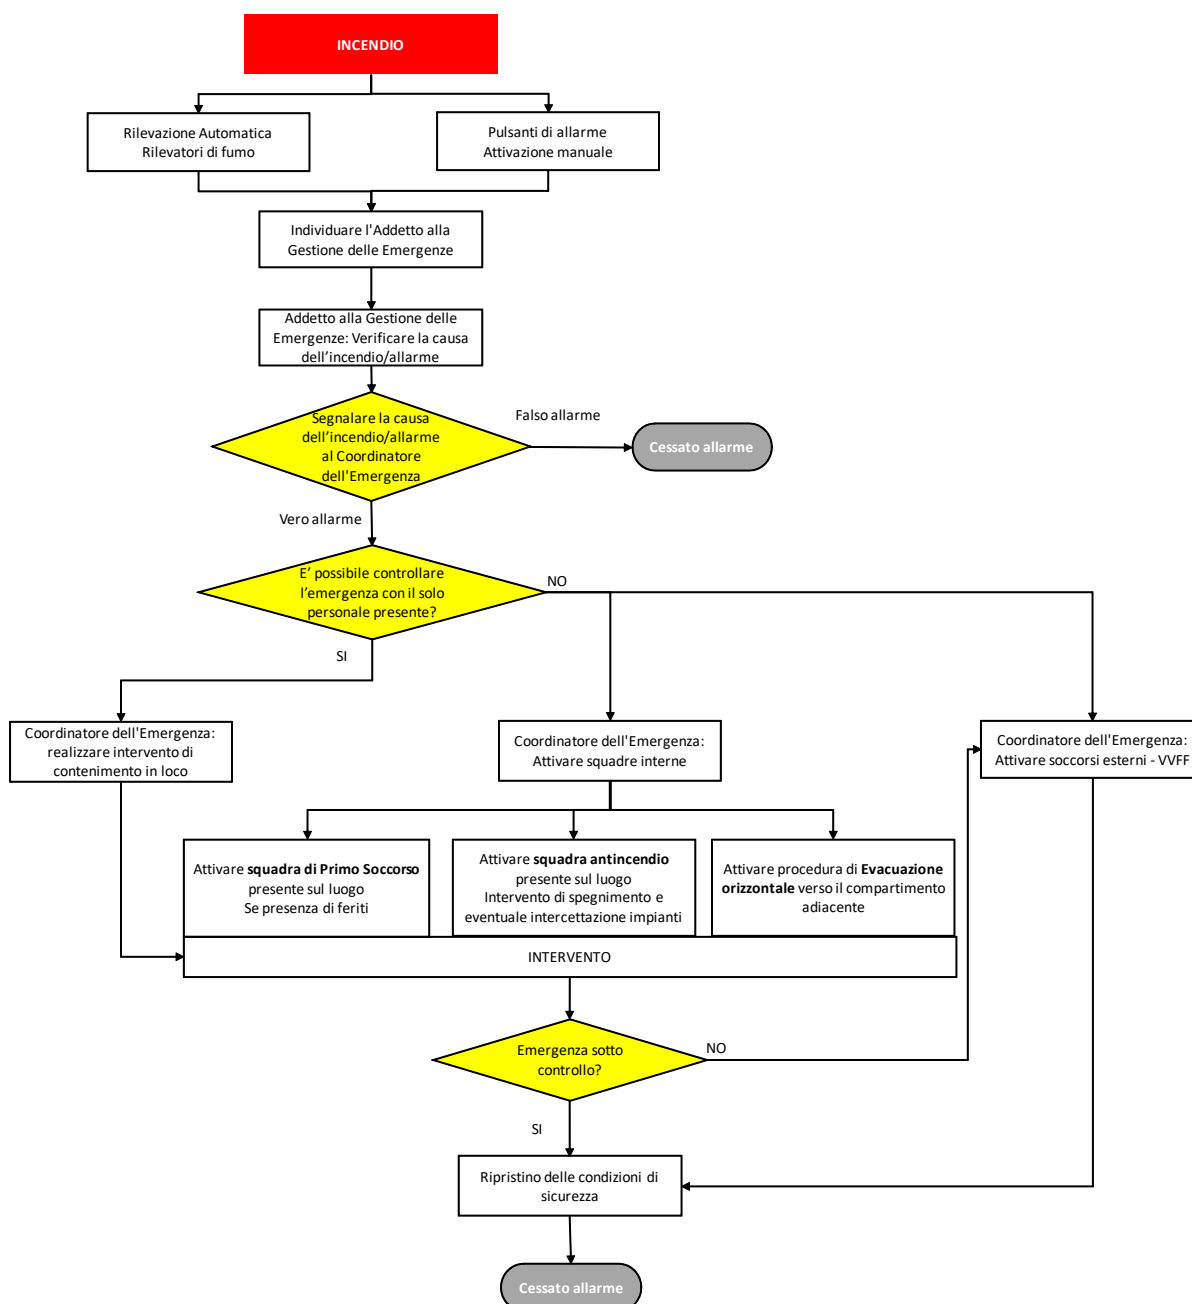 INCENDIO
Rilevazione Automatica
Rilevatori di fumo
Pulsanti di allarme
Attivazione manuale
Individuare l'Addetto alla
Gestione delle Emergenze
Addetto alla Gestione delle
Emergenze: Verificare la causa
dell’incendio/allarme
Segnalare la causa
dell’incendio/allarme
al Coordinatore
dell'Emergenza
Falso allarme
Cessato allarme
Vero allarme
E’ possibile controllare
l’emergenza con il solo
personale presente?
NO
SI
Coordinatore dell'Emergenza:
realizzare intervento di
contenimento in loco
Coordinatore dell'Emergenza:
Attivare squadre interne
Coordinatore dell'Emergenza:
Attivare soccorsi esterni - VVFF
Attivare squadra di Primo Soccorso
presente sul luogo
Se presenza di feriti
Attivare squadra antincendio
presente sul luogo
Intervento di spegnimento e
eventuale intercettazione impianti
Attivare procedura di Evacuazione
orizzontale verso il compartimento
adiacente
INTERVENTO
Emergenza sotto
controllo?
NO
SI
Ripristino delle condizioni di
sicurezza
Cessato allarme